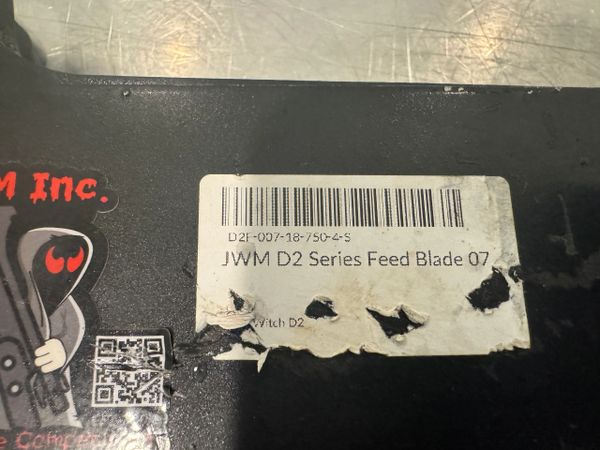 M Inc.
D2F-007-18-750-4-S
JWM D2 Series Feed Blade 07
Witch D2